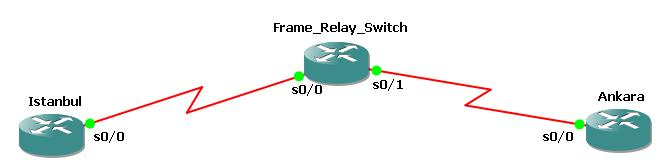 Frame_Relay_Switch
s0/0
s0/1
Istanbul
s0/0
Ankara
s0/0